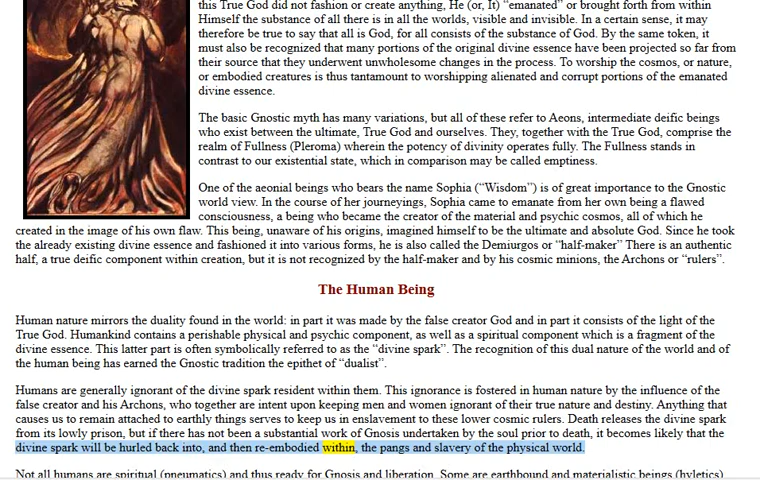 this True God did not fashion or create anything, He (or, It) “emanated” or brought forth from within
Himself the substance of all there is in all the worlds, visible and invisible. In a certain sense, it may
therefore be true to say that all is God, for all consists of the substance of God. By the same token, it
must also be recognized that many portions of the original divine essence have been projected so far from
their source that they underwent unwholesome changes in the process. To worship the cosmos, or nature,
or embodied creatures is thus tantamount to worshipping alienated and corrupt portions of the emanated
divine essence.
The basic Gnostic myth has many variations, but all of these refer to Aeons, intermediate deific beings
who exist between the ultimate, True God and ourselves. They, together with the True God, comprise the
realm of Fullness (Pleroma) wherein the potency of divinity operates fully. The Fullness stands in
contrast to our existential state, which in comparison may be called emptiness.
One of the aeonial beings who bears the name Sophia (“Wisdom”) is of great importance to the Gnostic
world view. In the course of her journeyings, Sophia came to emanate from her own being a flawed
consciousness, a being who became the creator of the material and psychic cosmos, all of which he
created in the image of his own flaw. This being, unaware of his origins, imagined himself to be the ultimate and absolute God. Since he took
the already existing divine essence and fashioned it into various forms, he is also called the Demiurgos or “half-maker” There is an authentic
half, a true deific component within creation, but it is not recognized by the half-maker and by his cosmic minions, the Archons or “rulers”.
The Human Being
Human nature mirrors the duality found in the world: in part it was made by the false creator God and in part it consists of the light of the
True God. Humankind contains a perishable physical and psychic component, as well as a spiritual component which is a fragment of the
divine essence. This latter part is often symbolically referred to as the “divine spark”. The recognition of this dual nature of the world and of
the human being has earned the Gnostic tradition the epithet of “dualist”.
Humans are generally ignorant of the divine spark resident within them. This ignorance is fostered in human nature by the influence of the
false creator and his Archons, who together are intent upon keeping men and women ignorant of their true nature and destiny. Anything that
causes us to remain attached to earthly things serves to keep us in enslavement to these lower cosmic rulers. Death releases the divine spark
from its lowly prison, but if there has not been a substantial work of Gnosis undertaken by the soul prior to death, it becomes likely that the
divine spark will be hurled back into, and then re-embodied within, the pangs and slavery of the physical world.
Not all humans are spiritual (pneumatics) and thus ready for Gnosis and liberation. Some are earthbound and materialistic beings (hyletics)